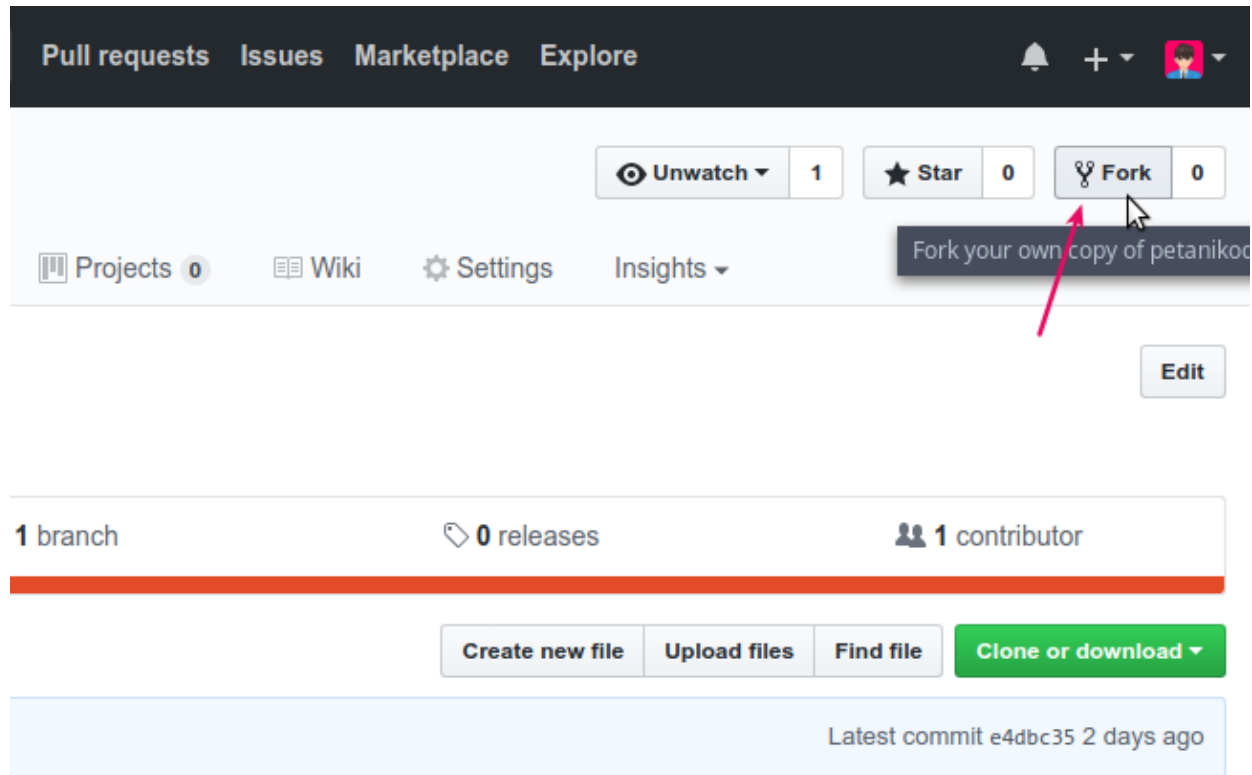 Pull requests Issues Marketplace Explore
Unwatch 1 Star 0 Fork 0
Fork your own copy of
Projects 0 Wiki Settings Insights
Edit
1 branch 0 releases 1 contributor
Create new file Upload files Find file Clone or download
Latest commit e4dbc35 2 days ago